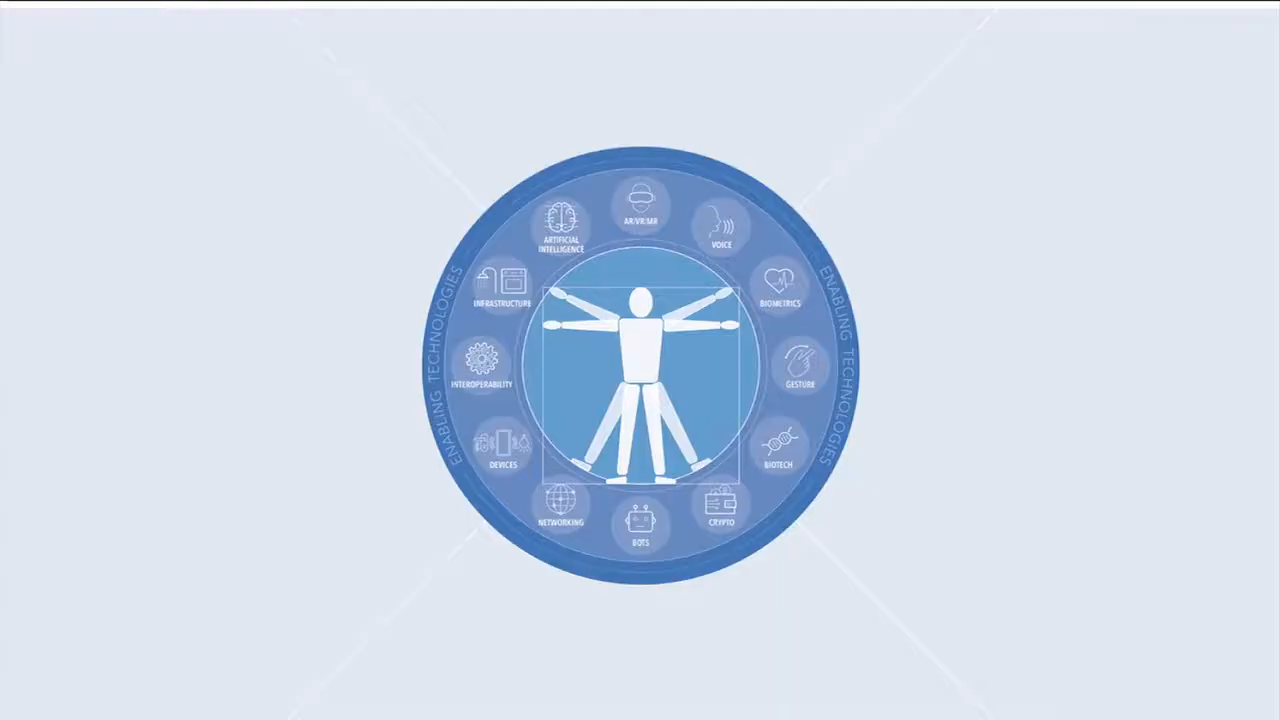 AR/VR/MR
VOICE
BIOMETRICS
GESTURE
BIOTECH
CRYPTO
BOTS
NETWORKING
DEVICES
INTEROPERABILITY
INFRASTRUCTURE
ARTIFICIAL
INTELLIGENCE
ENABLING TECHNOLOGIES
ENABLING TECHNOLOGIES